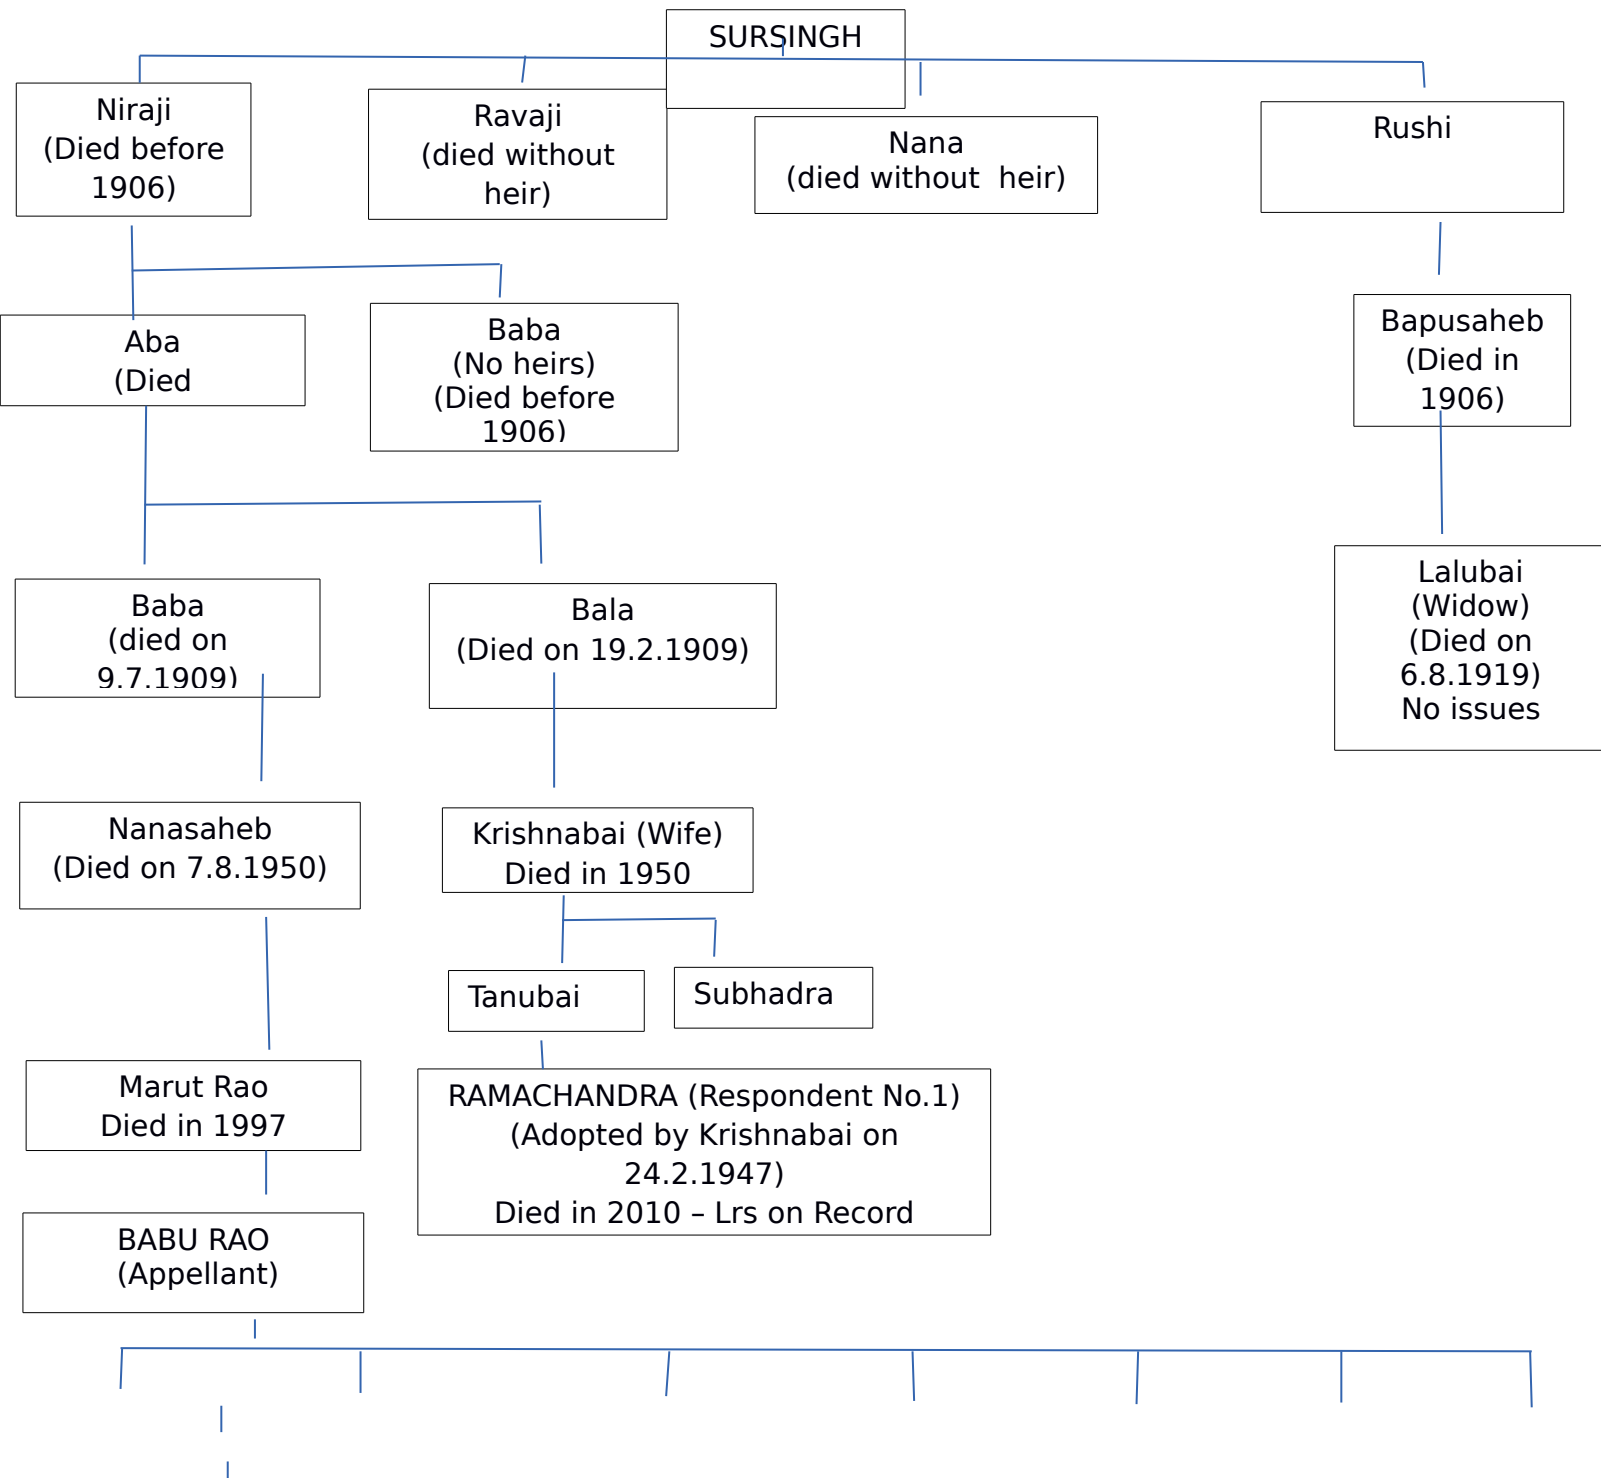 SURSINGH
Niraji
(Died before
1906)
Ravaji
(died without
heir)
Nana
(died without  heir)
Rushi
Aba
(Died
Baba
(No heirs)
(Died before
1906)
Bapusaheb
(Died in
1906)
Baba
(died on
9.7.1909)
Bala
(Died on 19.2.1909)
Lalubai
(Widow)
(Died on
6.8.1919)
No issues
Nanasaheb
(Died on 7.8.1950)
Krishnabai (Wife)
Died in 1950
Tanubai
Subhadra
Marut Rao
Died in 1997
RAMACHANDRA (Respondent No.1)
(Adopted by Krishnabai on
24.2.1947)
Died in 2010 – Lrs on Record
BABU RAO
(Appellant)